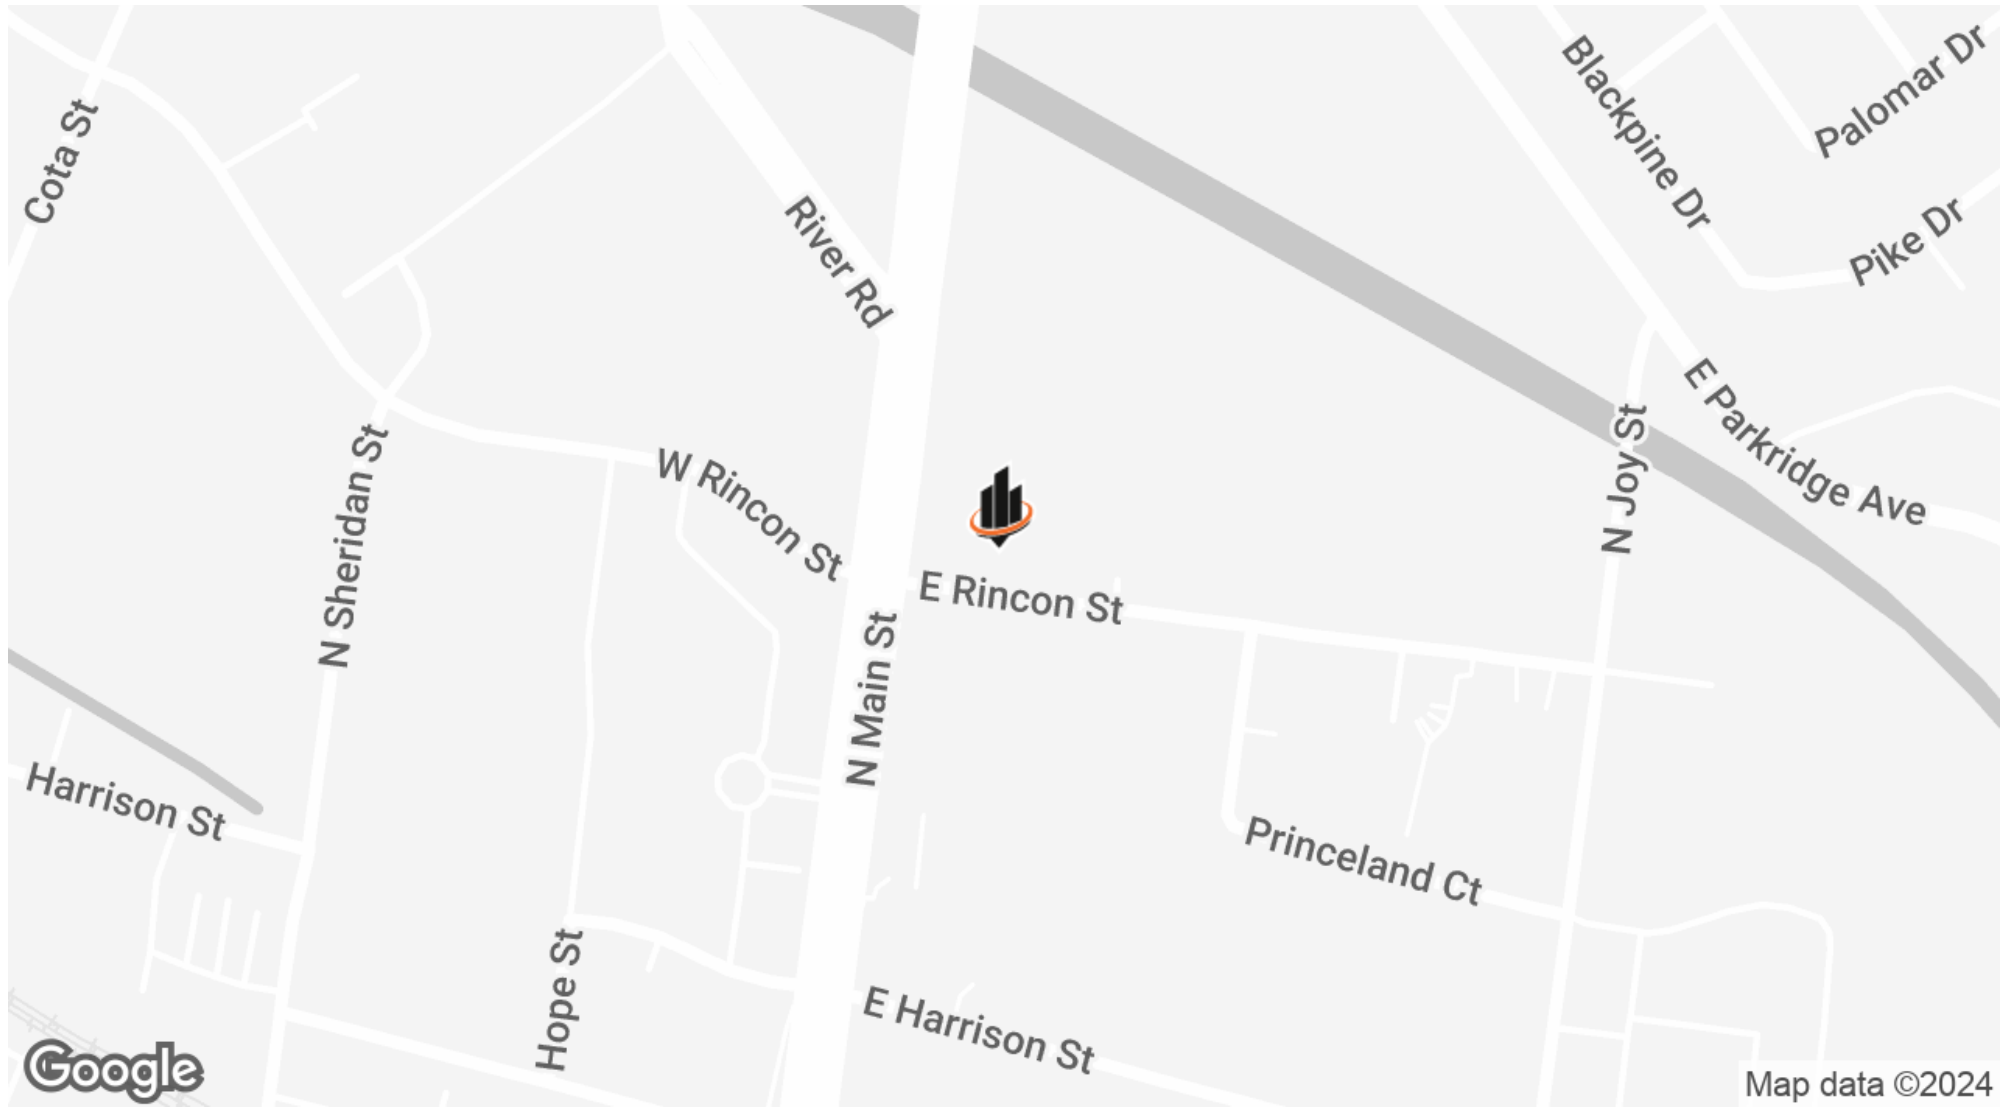 Blackpine Dr
Palomar Dr
Cota St
River Rd
Pike Dr
E Parkridge Ave
N Joy St
N Sheridan St
W Rincon St
E Rincon St
N Main St
Harrison St
Princeland Ct
Hope St
E Harrison St
Google
Map data ©2024